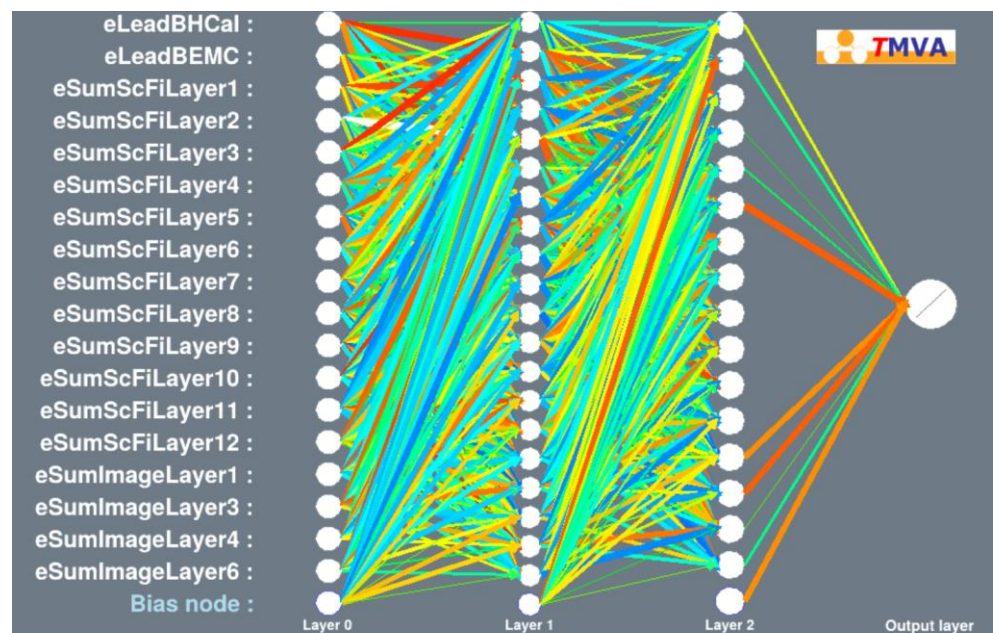 eLeadBHCal :
TMVA
eLeadBEMC :
eSumScFiLayer1 :
eSumScFiLayer2 :
eSumScFiLayer3 :
eSumScFiLayer4 :
eSumScFiLayer5 :
eSumScFiLayer6 :
eSumScFiLayer7 :
eSumScFiLayer8 :
eSumScFiLayer9 :
eSumScFiLayer10 :
eSumScFiLayer11 :
eSumScFiLayer12 :
eSumImageLayer1 :
eSumImageLayer3 :
eSumImageLayer4 :
eSumImageLayer6 :
Bias node :
Layer 0 Layer 1 Layer 2 Output layer